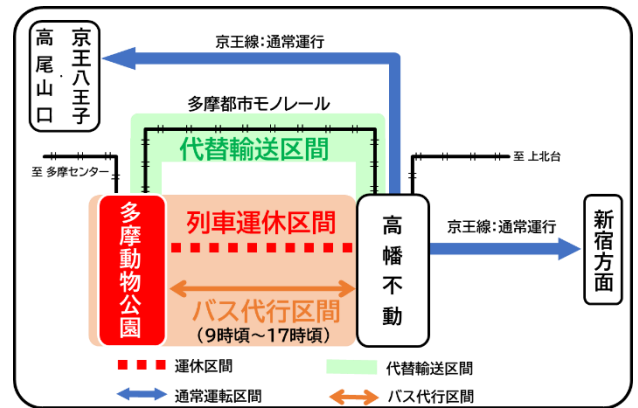 京王八王子
・
高尾山口
京王線：通常運行
多摩都市モノレール
代替輸送区間
至 多摩センター
至 上北台
多摩動物公園
列車運休区間
高幡不動
京王線：通常運行
新宿方面
バス代行区間
(9時頃～17時頃)
運休区間
代替輸送区間
通常運転区間
バス代行区間